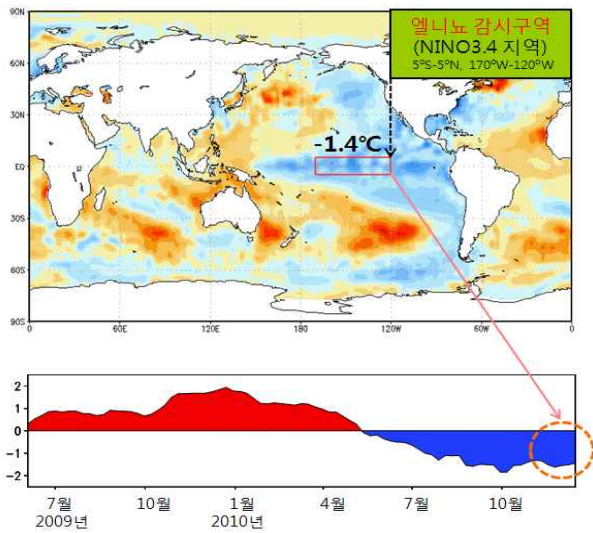 90N
엘니뇨 감시구역
(NINO3.4 지역)
5°S-5°N, 170°W-120°W
60N
30N
-1.4℃
EQ
30S
60S
90S
0 60E 120E 180 120W 60W 0
2
1
0
-1
-2
7월 10월 1월 4월 7월 10월
2009년 2010년